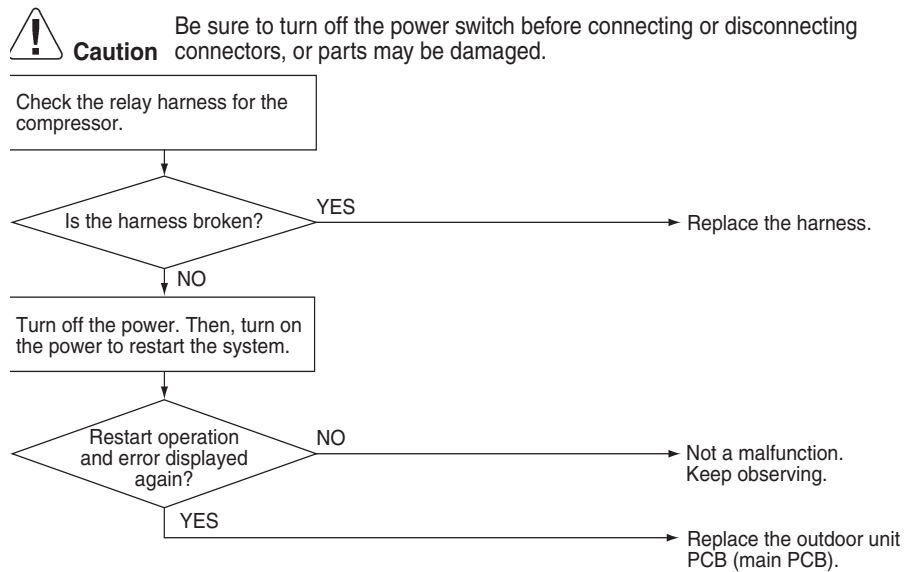 Be sure to turn off the power switch before connecting or disconnecting
Caution connectors, or parts may be damaged.
Check the relay harness for the
compressor.
Is the harness broken?
YES
Replace the harness.
NO
Turn off the power. Then, turn on
the power to restart the system.
Restart operation
and error displayed
again?
NO
Not a malfunction.
Keep observing.
YES
Replace the outdoor unit
PCB (main PCB).